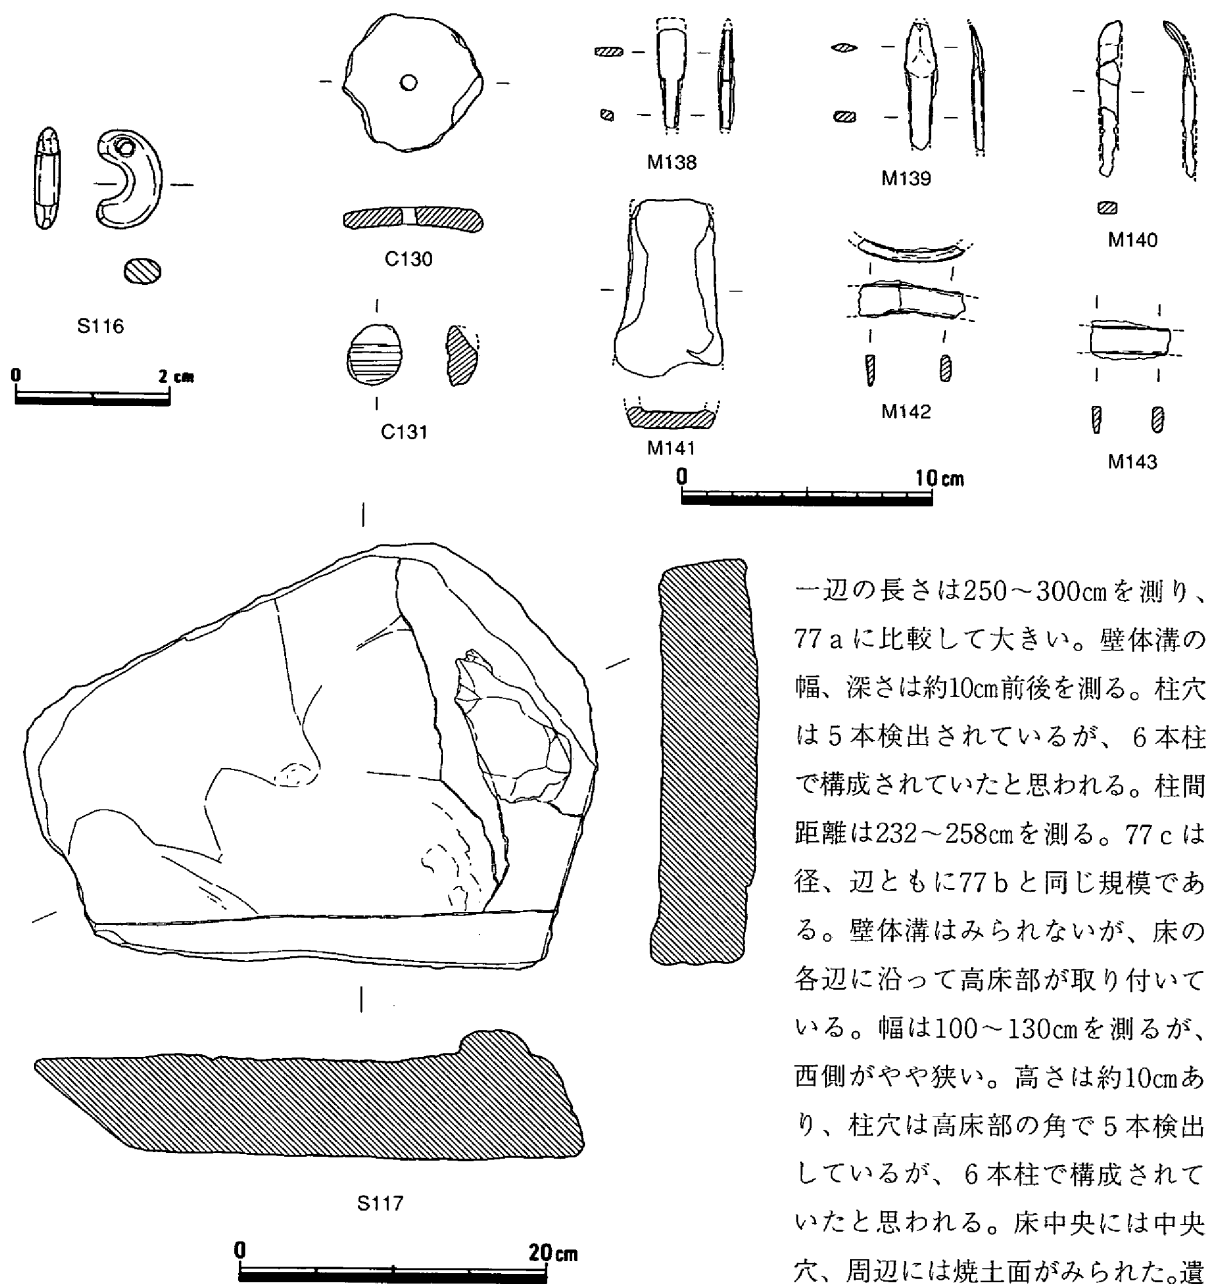 M138
M139
M140
C130
S116
0 2 cm
C131
M141
M142
M143
0 10 cm
一辺の長さは250～300㎝を測り、
77ａに比較して大きい。壁体溝の
幅、深さは約10㎝前後を測る。柱穴
は５本検出されているが、６本柱
で構成されていたと思われる。柱間
距離は232～258㎝を測る。77ｃは
径、辺ともに77ｂと同じ規模であ
る。壁体溝はみられないが、床の
各辺に沿って高床部が取り付いて
いる。幅は100～130㎝を測るが、
西側がやや狭い。高さは約10㎝あ
り、柱穴は高床部の角で５本検出
しているが、６本柱で構成されて
いたと思われる。床中央には中央
穴、周辺には焼土面がみられた。遺
S117
0 20 cm